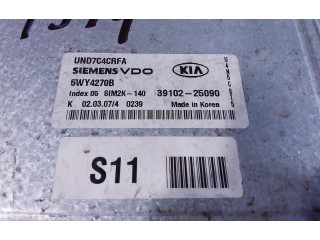 UND7C4CRFA
SIEMENS VDO
KIA
5WY4270B
Index 05 SIM2K-140
39102-25090
K 02.03.07/4 0239
Made in Korea
S11